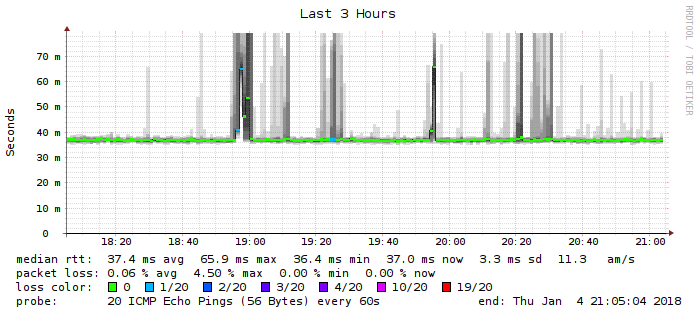 Last 3 Hours
RRDTOOL / TOBI OETIKER
Seconds
70 m
60 m
50 m
40 m
30 m
20 m
10 m
0
18:20 18:40 19:00 19:20 19:40 20:00 20:20 20:40 21:00
median rtt: 37.4 ms avg 65.9 ms max 36.4 ms min 37.0 ms now 3.3 ms sd 11.3 am/s
packet loss: 0.06 % avg 4.50 % max 0.00 % min 0.00 % now
loss color: 0 1/20 2/20 3/20 4/20 10/20 19/20
probe: 20 ICMP Echo Pings (56 Bytes) every 60s end: Thu Jan 4 21:05:04 2018